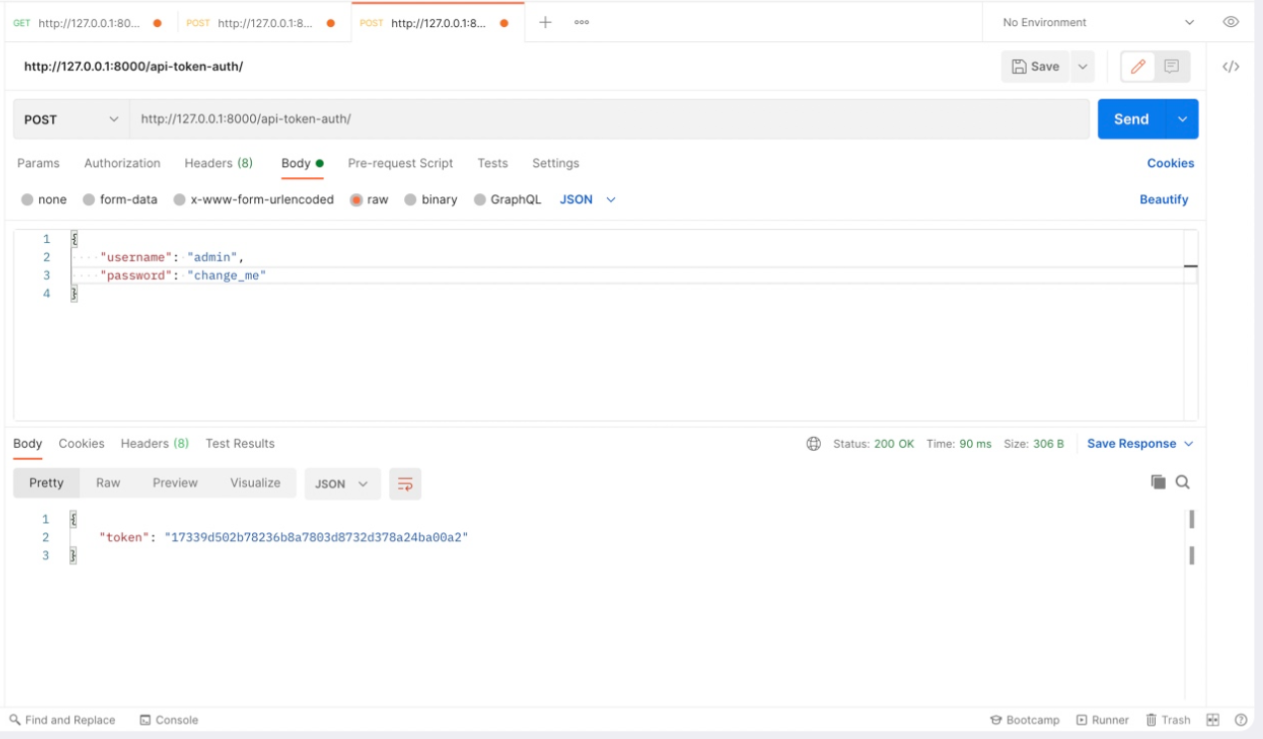 GET http://127.0.0.1:80... POST http://127.0.0.1:8... POST http://127.0.0.1:8... No Environment
http://127.0.0.1:8000/api-token-auth/ Save
POST http://127.0.0.1:8000/api-token-auth/ Send
Params Authorization Headers (8) Body Pre-request Script Tests Settings Cookies
none form-data x-www-form-urlencoded raw binary GraphQL JSON Beautify
1 {
2 "username": "admin",
3 "password": "change_me"
4 }
Body Cookies Headers (8) Test Results Status: 200 OK Time: 90 ms Size: 306 B Save Response
Pretty Raw Preview Visualize JSON
1 {
2 "token": "17339d502b78236b8a7803d8732d378a24ba00a2"
3 }
Find and Replace Console Bootcamp Runner Trash